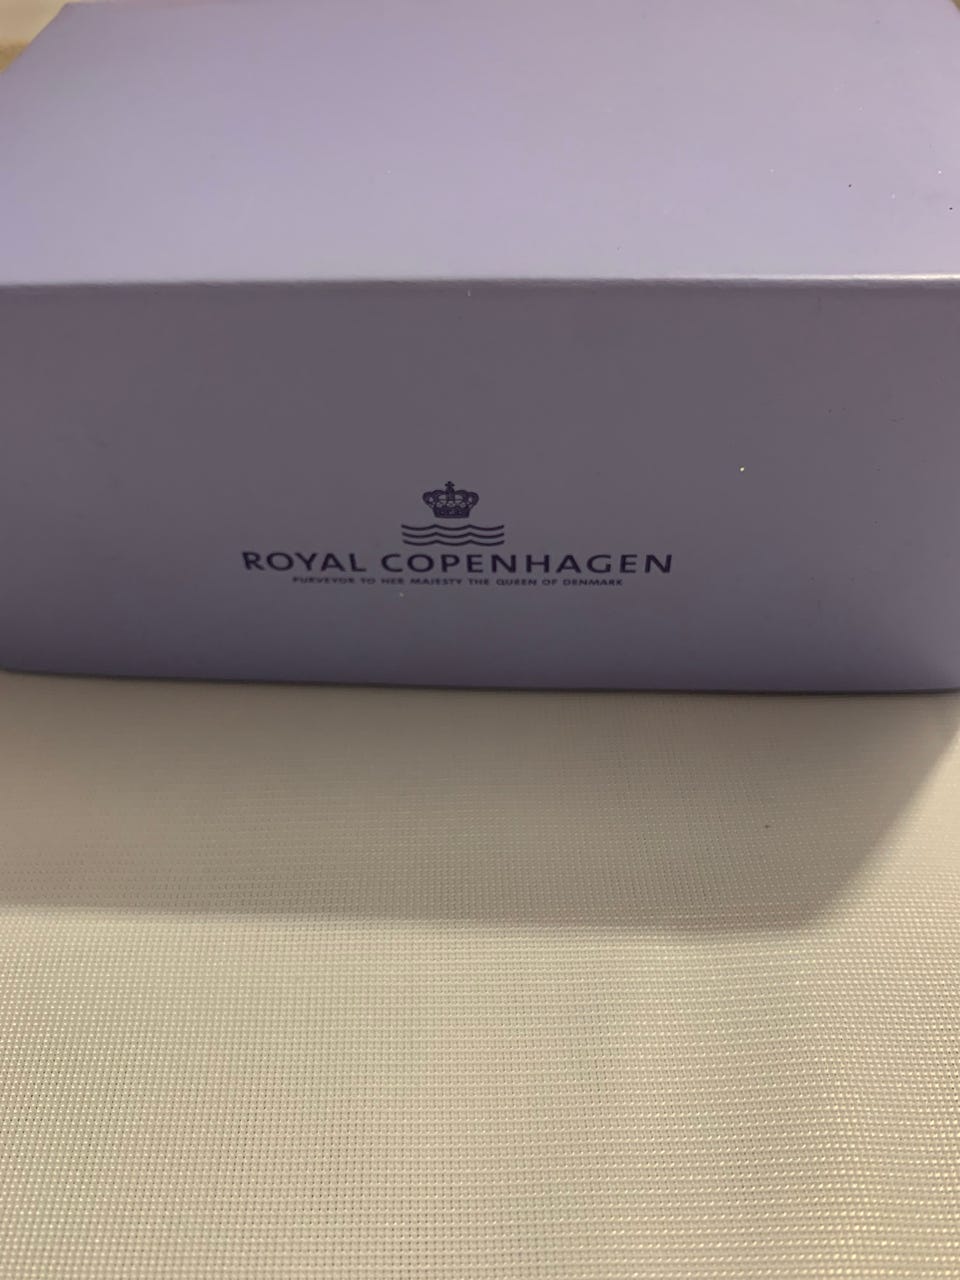 ROYAL COPENHAGEN
PURVEYOR TO HER MAJESTY THE QUEEN OF DENMARK